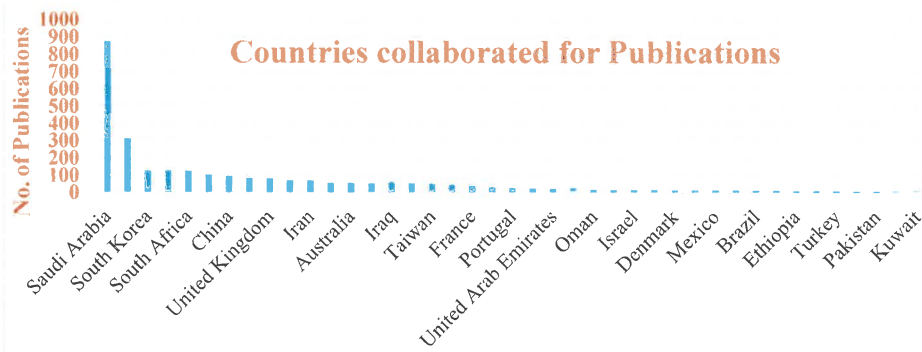 Countries collaborated for Publications
No. of Publications
1000
900
800
700
600
500
400
300
200
100
0
Saudi Arabia
South Korea
South Africa
China
United Kingdom
Iran
Australia
Iraq
Taiwan
France
Portugal
United Arab Emirates
Oman
Israel
Denmark
Mexico
Brazil
Ethiopia
Turkey
Pakistan
Kuwait